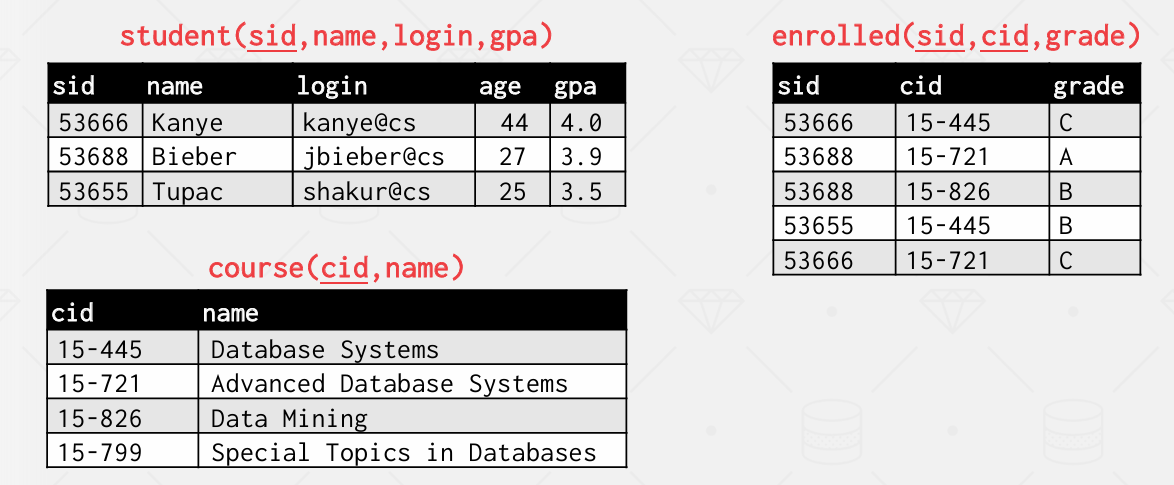 student(sid,name,login,gpa)
sid name login age gpa
53666 Kanye kanye@cs 44 4.0
53688 Bieber jbieber@cs 27 3.9
53655 Tupac shakur@cs 25 3.5
enrolled(sid,cid,grade)
sid cid grade
53666 15-445 C
53688 15-721 A
53688 15-826 B
53655 15-445 B
53666 15-721 C
course(cid,name)
cid name
15-445 Database Systems
15-721 Advanced Database Systems
15-826 Data Mining
15-799 Special Topics in Databases